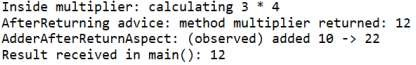 Inside multiplier: calculating 3 * 4
AfterReturning advice: method multiplier returned: 12
AdderAfterReturnAspect: (observed) added 10 -> 22
Result received in main(): 12